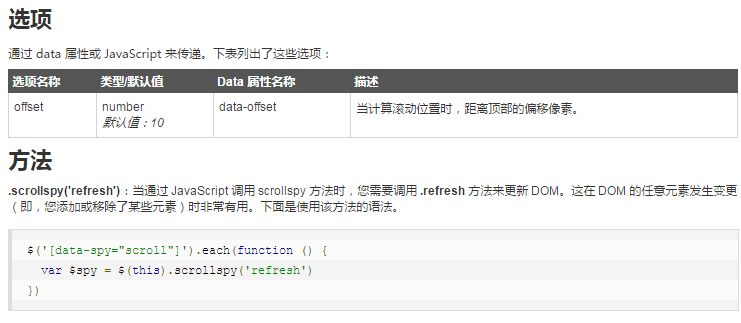 选项
通过 data 属性或 JavaScript 来传递。下表列出了这些选项：
选项名称 类型/默认值 Data 属性名称 描述
offset number data-offset 当计算滚动位置时，距离顶部的偏移像素。
默认值：10
方法
.scrollspy('refresh')：当通过 JavaScript 调用 scrollspy 方法时，您需要调用 .refresh 方法来更新 DOM。这在 DOM 的任意元素发生变更
（即，您添加或移除了某些元素）时非常有用。下面是使用该方法的语法。
$('[data-spy="scroll"]').each(function () {
  var $spy = $(this).scrollspy('refresh')
})